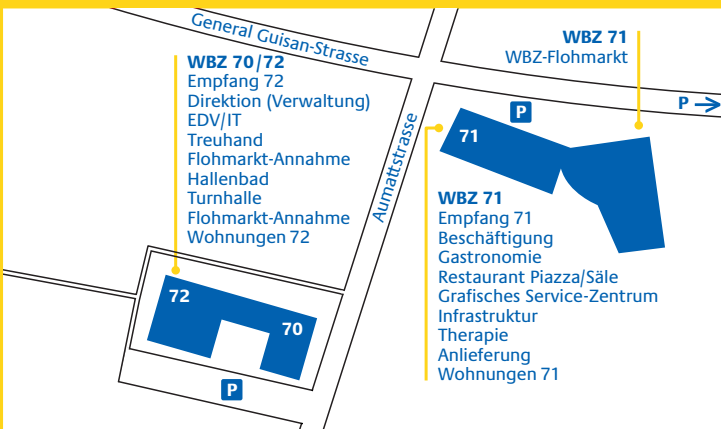 General Guisan-Strasse
WBZ 70/72
Empfang 72
Direktion (Verwaltung)
EDV/IT
Treuhand
Flohmarkt-Annahme
Hallenbad
Turnhalle
Flohmarkt-Annahme
Wohnungen 72
Aumattstrasse
WBZ 71
WBZ-Flohmarkt
P
P →
71
WBZ 71
Empfang 71
Beschäftigung
Gastronomie
Restaurant Piazza/Säle
Grafisches Service-Zentrum
Infrastruktur
Therapie
Anlieferung
Wohnungen 71
72
70
P